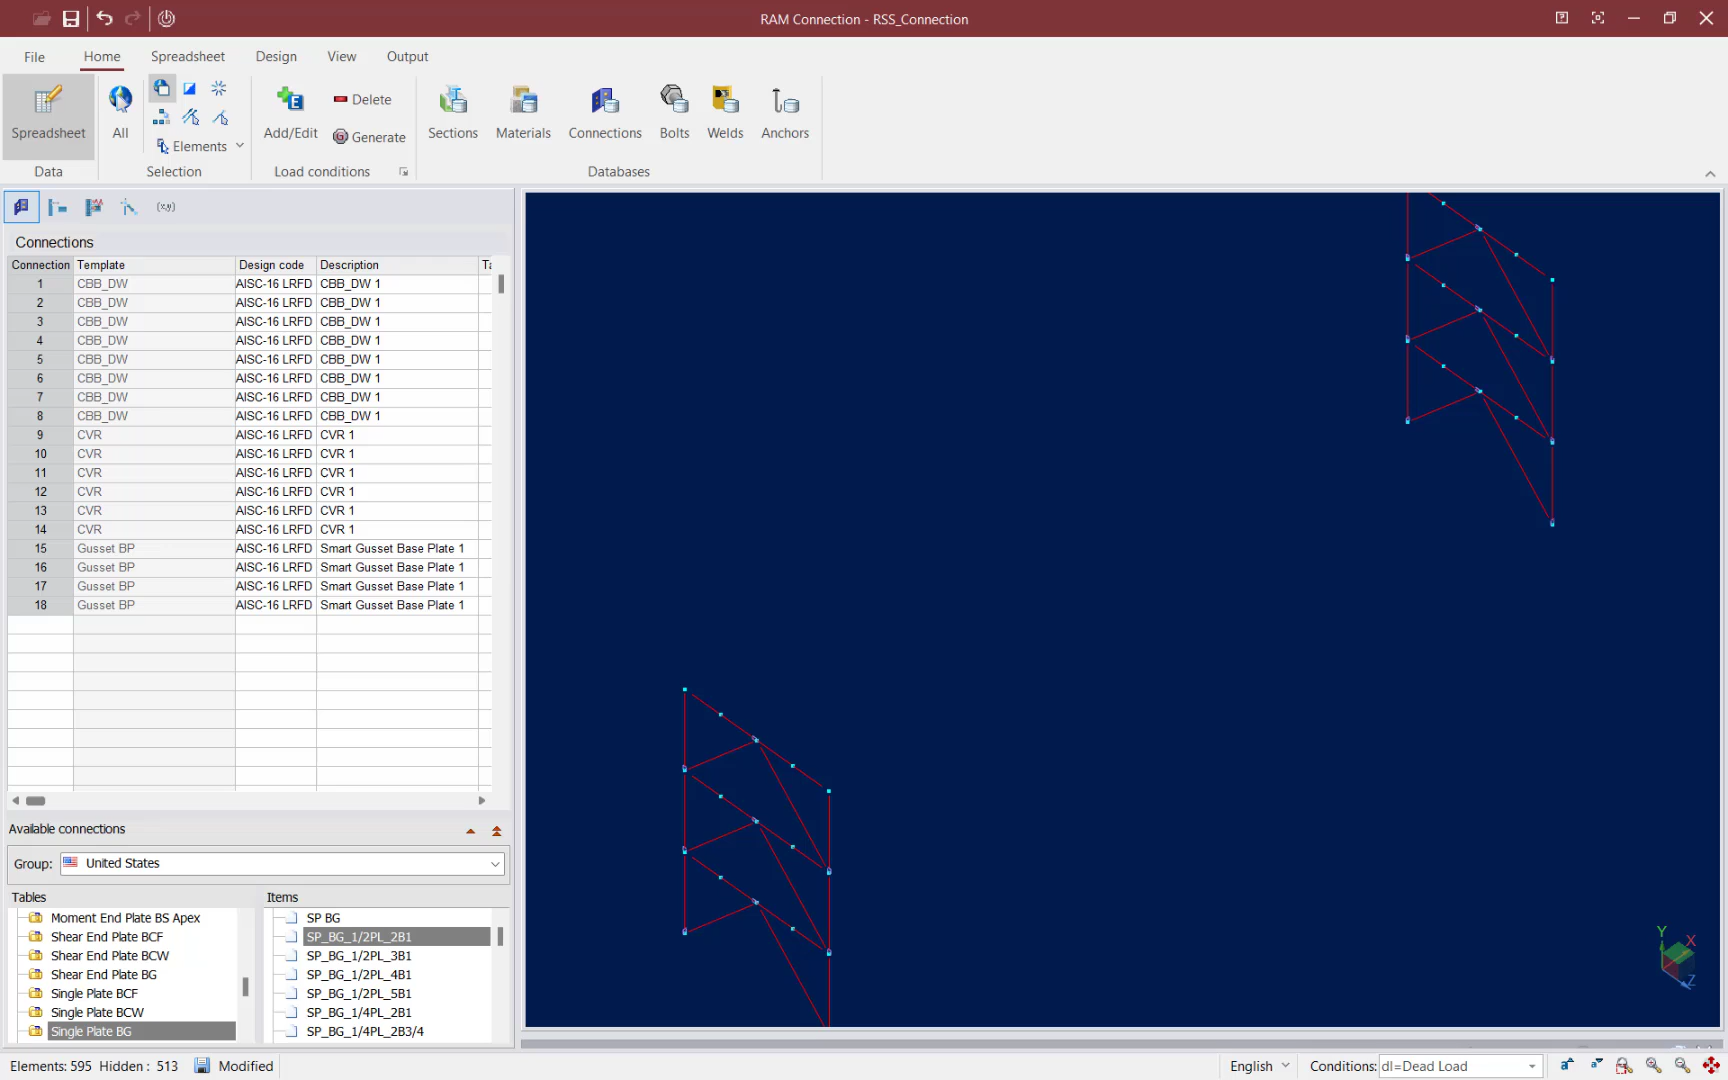 RAM Connection - RSS_Connection
File Home Spreadsheet Design View Output
Spreadsheet
All
Elements
Add/Edit
Delete
Generate
Sections
Materials
Connections
Bolts
Welds
Anchors
Data
Selection
Load conditions
Databases
(x,y)
Connections
Connection Template Design code Description Ta
1 CBB_DW AISC-16 LRFD CBB_DW 1
2 CBB_DW AISC-16 LRFD CBB_DW 1
3 CBB_DW AISC-16 LRFD CBB_DW 1
4 CBB_DW AISC-16 LRFD CBB_DW 1
5 CBB_DW AISC-16 LRFD CBB_DW 1
6 CBB_DW AISC-16 LRFD CBB_DW 1
7 CBB_DW AISC-16 LRFD CBB_DW 1
8 CBB_DW AISC-16 LRFD CBB_DW 1
9 CVR AISC-16 LRFD CVR 1
10 CVR AISC-16 LRFD CVR 1
11 CVR AISC-16 LRFD CVR 1
12 CVR AISC-16 LRFD CVR 1
13 CVR AISC-16 LRFD CVR 1
14 CVR AISC-16 LRFD CVR 1
15 Gusset BP AISC-16 LRFD Smart Gusset Base Plate 1
16 Gusset BP AISC-16 LRFD Smart Gusset Base Plate 1
17 Gusset BP AISC-16 LRFD Smart Gusset Base Plate 1
18 Gusset BP AISC-16 LRFD Smart Gusset Base Plate 1
Available connections
Group: United States
Tables
Moment End Plate BS Apex
Shear End Plate BCF
Shear End Plate BCW
Shear End Plate BG
Single Plate BCF
Single Plate BCW
Single Plate BG
Items
SP BG
SP_BG_1/2PL_2B1
SP_BG_1/2PL_3B1
SP_BG_1/2PL_4B1
SP_BG_1/2PL_5B1
SP_BG_1/4PL_2B1
SP_BG_1/4PL_2B3/4
Y
X
Z
Elements: 595 Hidden : 513 Modified
English
Conditions: dl=Dead Load